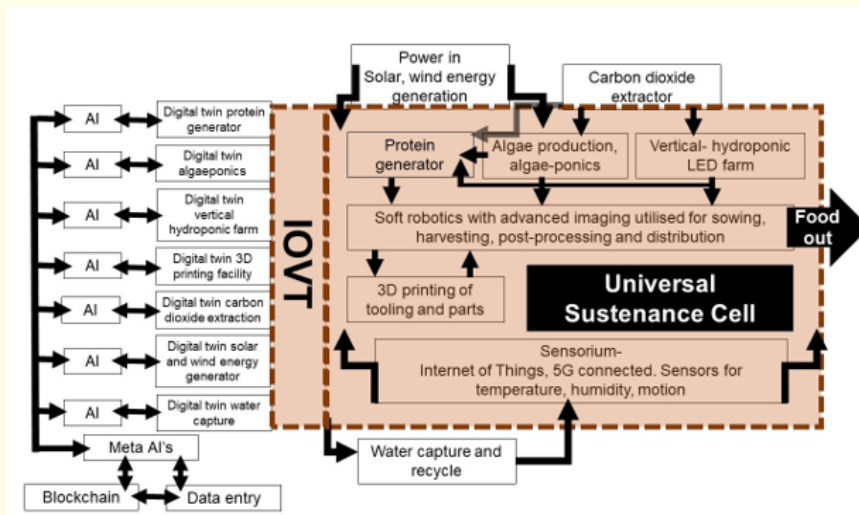 Power in
Solar, wind energy
generation
Carbon dioxide
extractor
AI
Digital twin protein
generator
AI
Digital twin
algaeponics
AI
Digital twin
vertical
hydroponic farm
AI
Digital twin 3D
printing facility
AI
Digital twin carbon
dioxide extraction
AI
Digital twin solar
and wind energy
generator
AI
Digital twin water
capture
Meta AI's
Blockchain
Data entry
IOVT
Protein
generator
Algae production,
algae-ponics
Vertical- hydroponic
LED farm
Soft robotics with advanced imaging utilised for sowing,
harvesting, post-processing and distribution
Food
out
3D printing of
tooling and parts
Universal
Sustenance Cell
Sensorium-
Internet of Things, 5G connected. Sensors for
temperature, humidity, motion
Water capture and
recycle